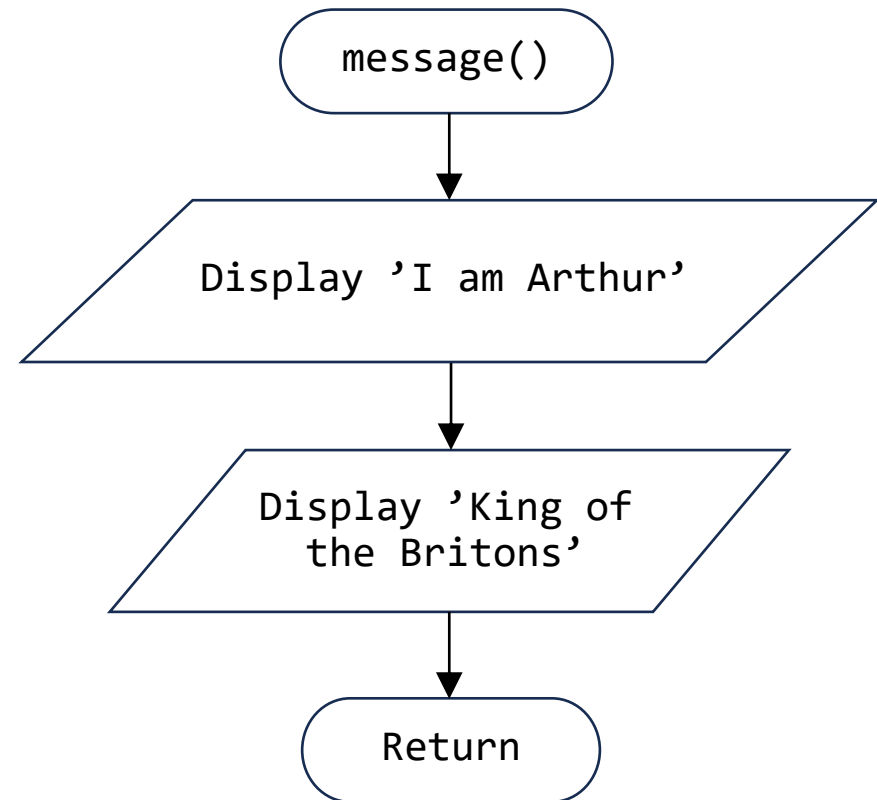 message()
Display ’I am Arthur’
Display ’King of
the Britons’
Return